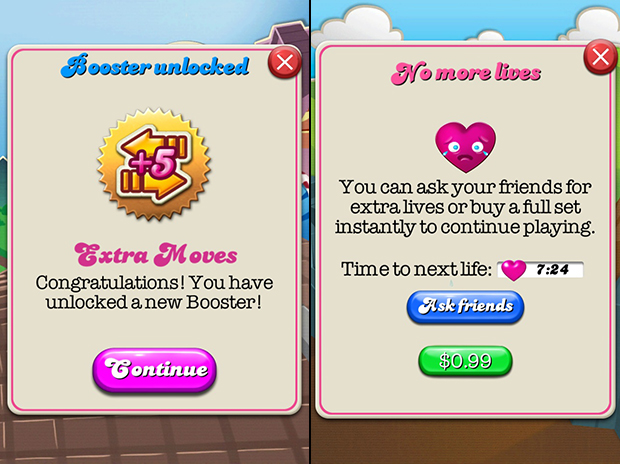 Booster unlocked
+5
Extra Moves
Congratulations! You have
unlocked a new Booster!
Continue
No more lives
You can ask your friends for
extra lives or buy a full set
instantly to continue playing.
Time to next life: 7:24
Ask friends
$0.99